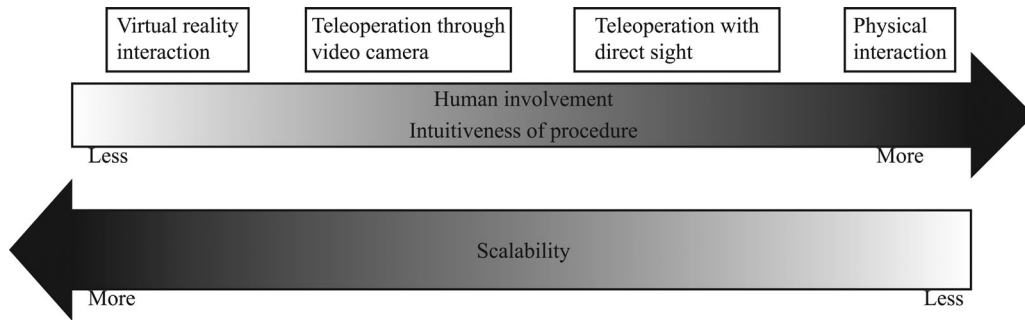 Virtual reality
interaction
Teleoperation through
video camera
Teleoperation with
direct sight
Physical
interaction
Human involvement
Intuitiveness of procedure
Less
More
Scalability
More
Less